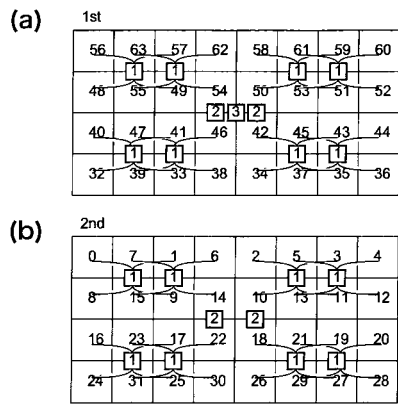 (a)
1st
56 63 57 62 58 61 59 60
1 1 1 1
48 55 49 54 50 53 51 52
2 3 2
40 47 41 46 42 45 43 44
1 1 1 1
32 39 33 38 34 37 35 36
(b)
2nd
0 7 1 6 2 5 3 4
1 1 1 1
8 15 9 14 10 13 11 12
2 2
16 23 17 22 18 21 19 20
1 1 1 1
24 31 25 30 26 29 27 28